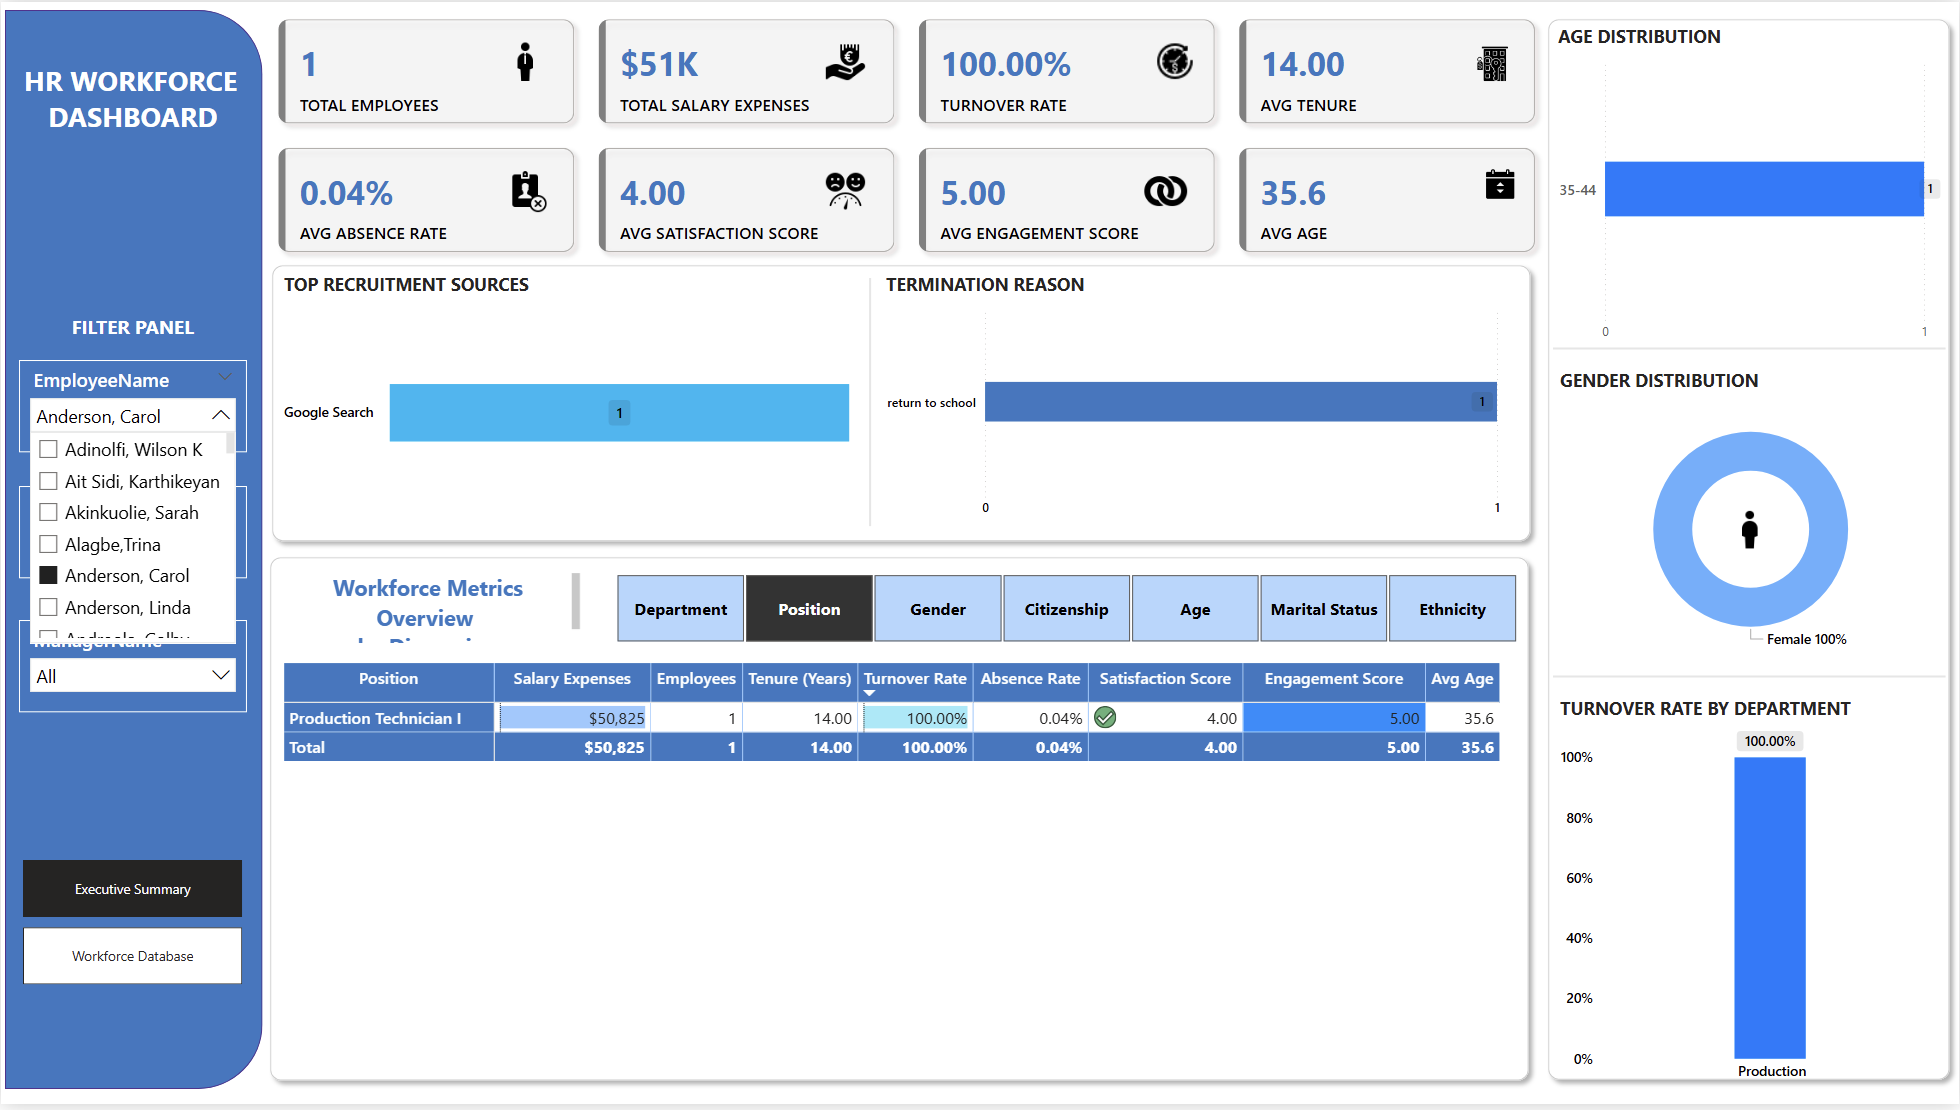 HR WORKFORCE
DASHBOARD
FILTER PANEL
EmployeeName
Anderson, Carol
Adinolfi, Wilson K
Ait Sidi, Karthikeyan
Akinkuolie, Sarah
Alagbe,Trina
Anderson, Carol
Anderson, Linda
ManagerName
All
Executive Summary
Workforce Database
1
TOTAL EMPLOYEES
$51K
TOTAL SALARY EXPENSES
100.00%
TURNOVER RATE
14.00
AVG TENURE
0.04%
AVG ABSENCE RATE
4.00
AVG SATISFACTION SCORE
5.00
AVG ENGAGEMENT SCORE
35.6
AVG AGE
TOP RECRUITMENT SOURCES
Google Search
1
TERMINATION REASON
return to school
1
0 1
Workforce Metrics
Overview
Department Position Gender Citizenship Age Marital Status Ethnicity
Position Salary Expenses Employees Tenure (Years) Turnover Rate Absence Rate Satisfaction Score Engagement Score Avg Age
Production Technician I $50,825 1 14.00 100.00% 0.04% 4.00 5.00 35.6
Total $50,825 1 14.00 100.00% 0.04% 4.00 5.00 35.6
AGE DISTRIBUTION
35-44
1
0 1
GENDER DISTRIBUTION
Female 100%
TURNOVER RATE BY DEPARTMENT
100.00%
100%
80%
60%
40%
20%
0%
Production